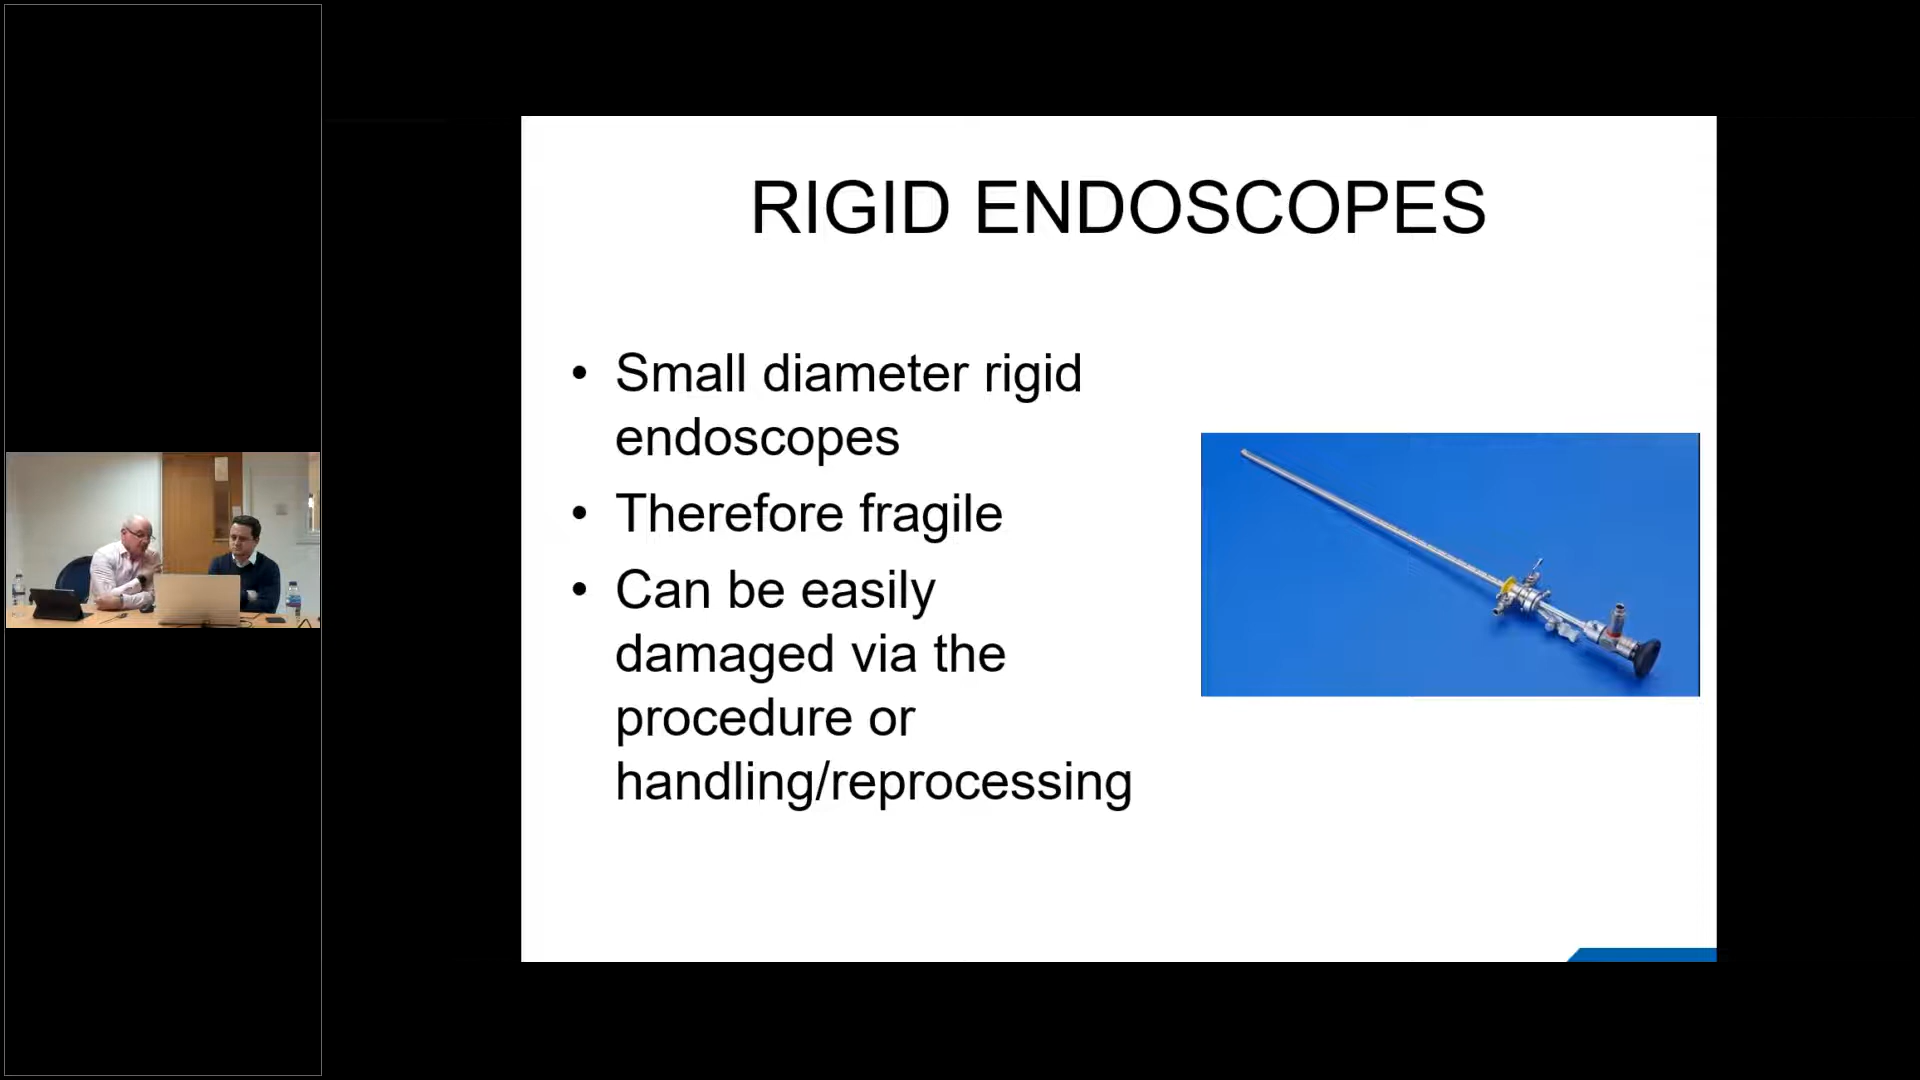 RIGID ENDOSCOPES
• Small diameter rigid
endoscopes
• Therefore fragile
• Can be easily
damaged via the
procedure or
handling/reprocessing